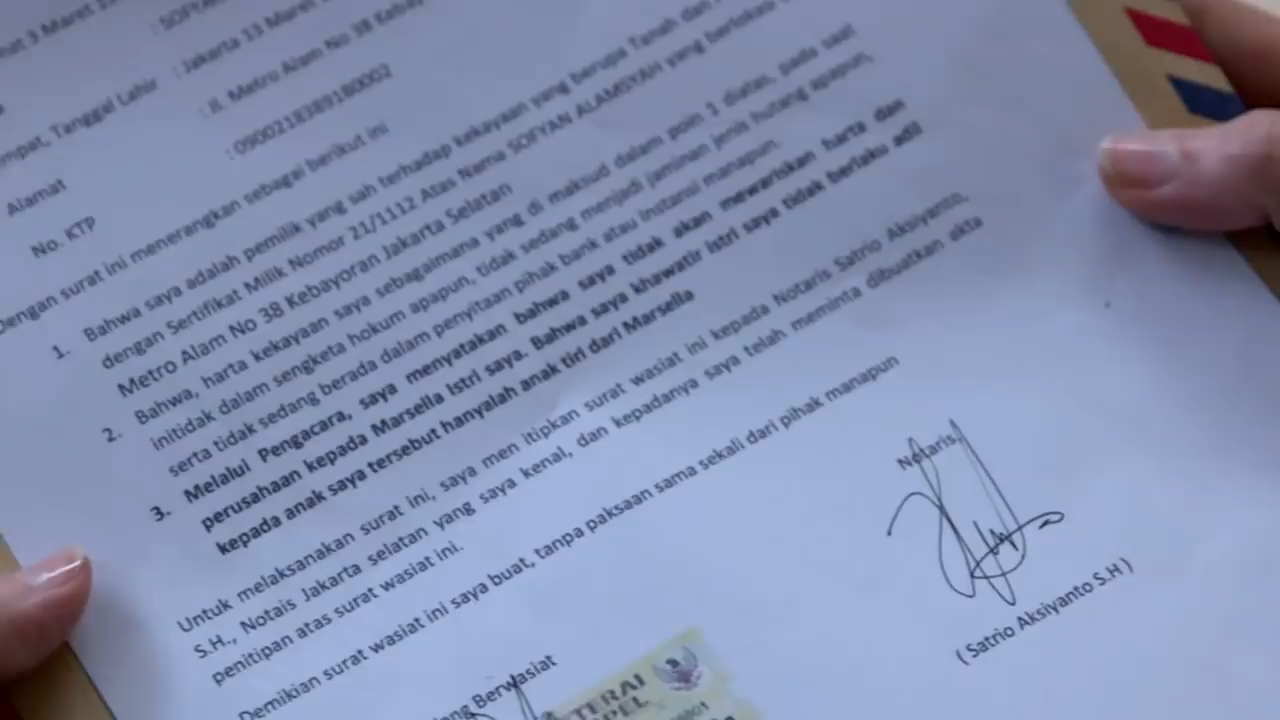 3 Maret
: SOFYAN
Tanggal Lahir : Jakarta 13 Maret
Alamat : Jl. Metro Alam No 38 Kebay
No. KTP : 0900218389180002
Dengan surat ini menerangkan sebagai berikut ini
1. Bahwa saya adalah pemilik yang sah terhadap kekayaan yang berupa Tanah dan
dengan Sertifikat Milik Nomor 21/1112 Atas Nama SOFYAN ALAMSYAH yang berlokasi
Metro Alam No 38 Kebayoran Jakarta Selatan
2. Bahwa, harta kekayaan saya sebagaimana yang di maksud dalam poin 1 diatas, pada saat
initidak dalam sengketa hokum apapun, tidak sedang menjadi jaminan jenis hutang apapun,
serta tidak sedang berada dalam penyitaan pihak bank atau instansi manapun.
3. Melalui Pengacara, saya menyatakan bahwa saya tidak akan mewariskan harta dan
perusahaan kepada Marsella Istri saya. Bahwa saya khawatir istri saya tidak berlaku adil
kepada anak saya tersebut hanyalah anak tiri dari Marsella
Untuk melaksanakan surat ini, saya men itipkan surat wasiat ini kepada Notaris Satrio Aksiyanto,
S.H., Notais Jakarta selatan yang saya kenal, dan kepadanya saya telah meminta dibuatkan akta
penitipan atas surat wasiat ini.
Demikian surat wasiat ini saya buat, tanpa paksaan sama sekali dari pihak manapun
Notaris
( Satrio Aksiyanto S.H )
Berwasiat
TERAI